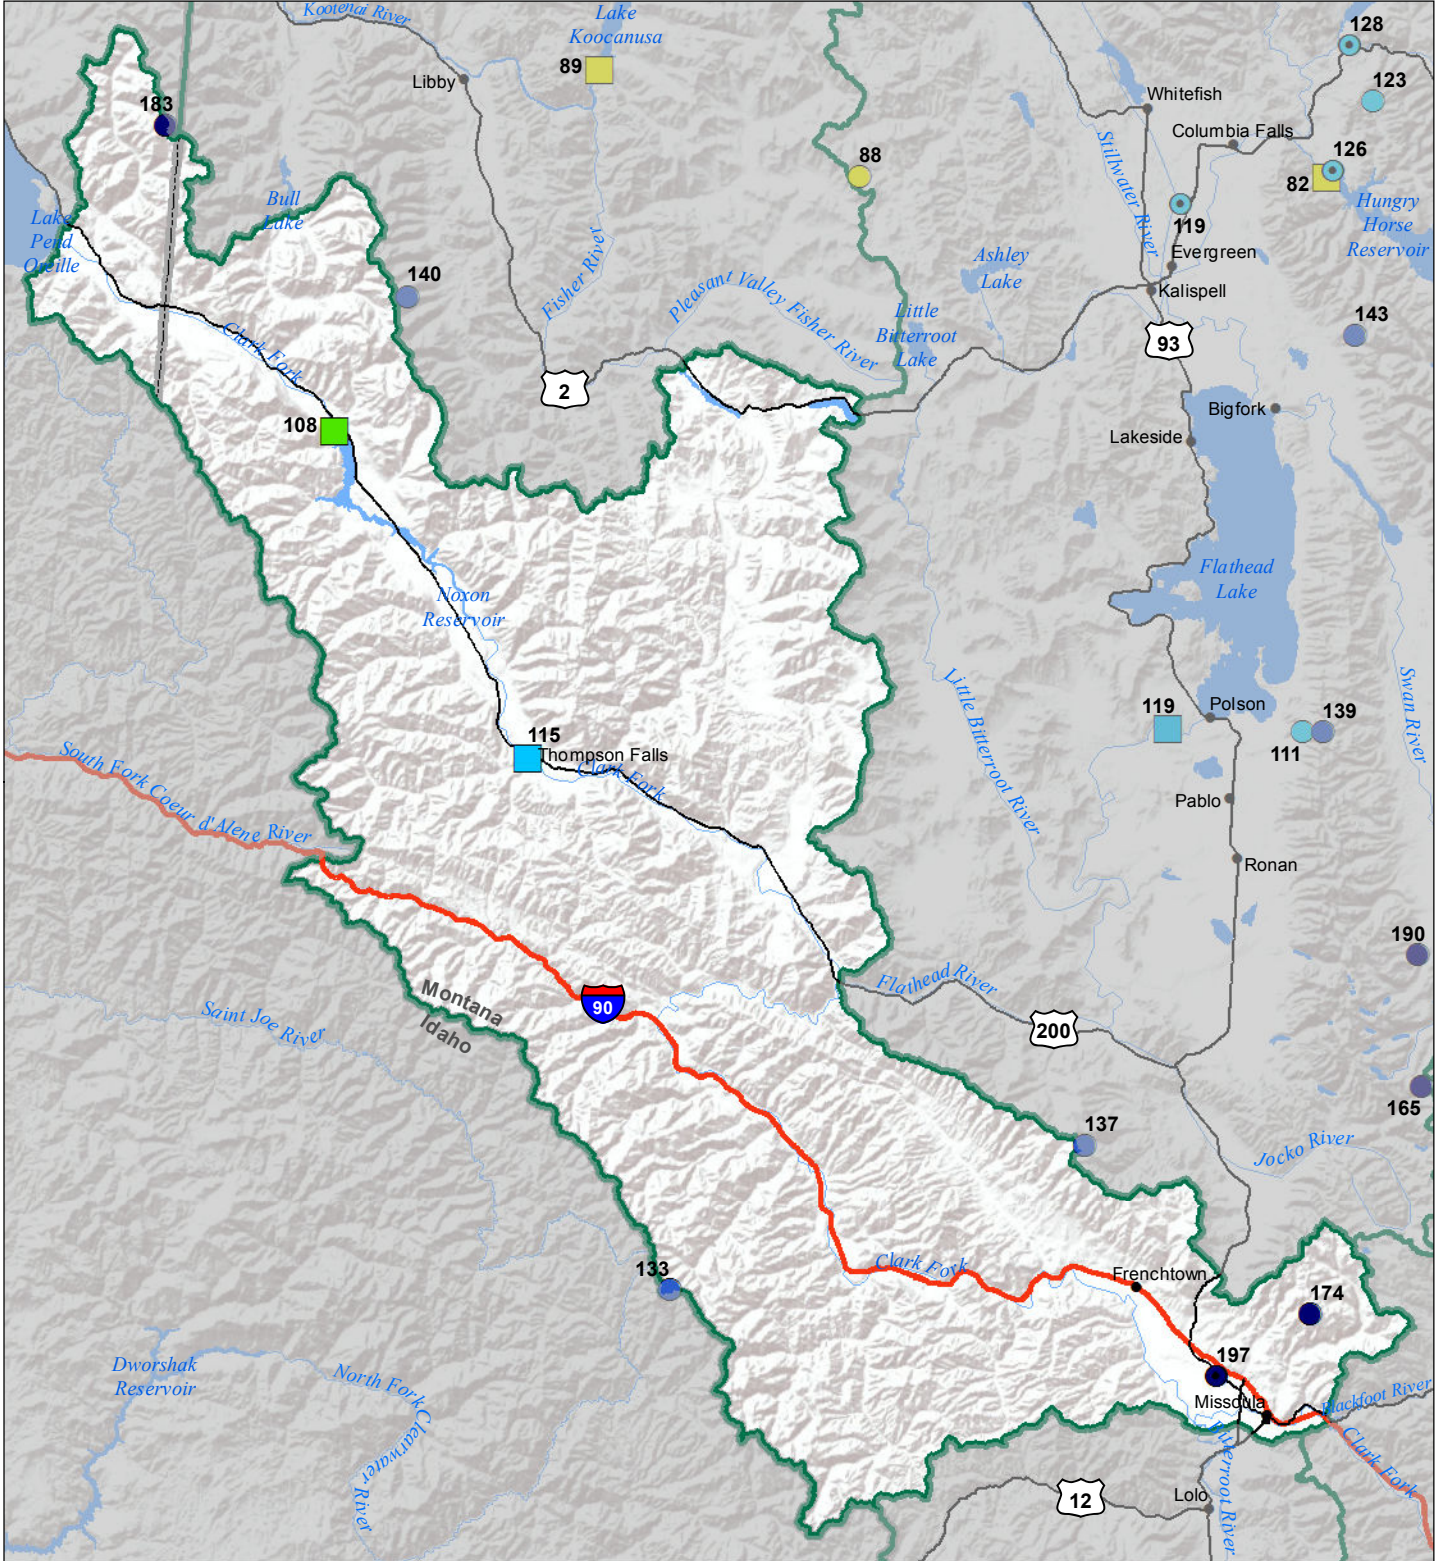 Kootenai River
Lake
Koocanusa
128
89
Libby
Whitefish
123
183
Columbia Falls
88
126
82
Stillwater River
Bull
Lake
Hungry
Horse
Reservoir
119
Lake
Pend
Oreille
Evergreen
Fisher River
Ashley
Lake
140
Pleasant Valley Fisher River
Kalispell
Little
Bitterroot
Lake
143
93
Clark Fork
2
Bigfork
108
Lakeside
Flathead
Lake
Noxon
Reservoir
Little Bitterroot River
Swan River
Polson
119
139
111
115
Thompson Falls
Clark Fork
South Fork Coeur d'Alene River
Pablo
Ronan
190
Flathead River
Montana
Idaho
90
Saint Joe River
200
165
137
Jocko River
Clark Fork
133
Frenchtown
174
197
Dworshak
Reservoir
North Fork Clearwater River
Missoula
Blackfoot River
Bitterroot River
Clark Fork
12
Lolo